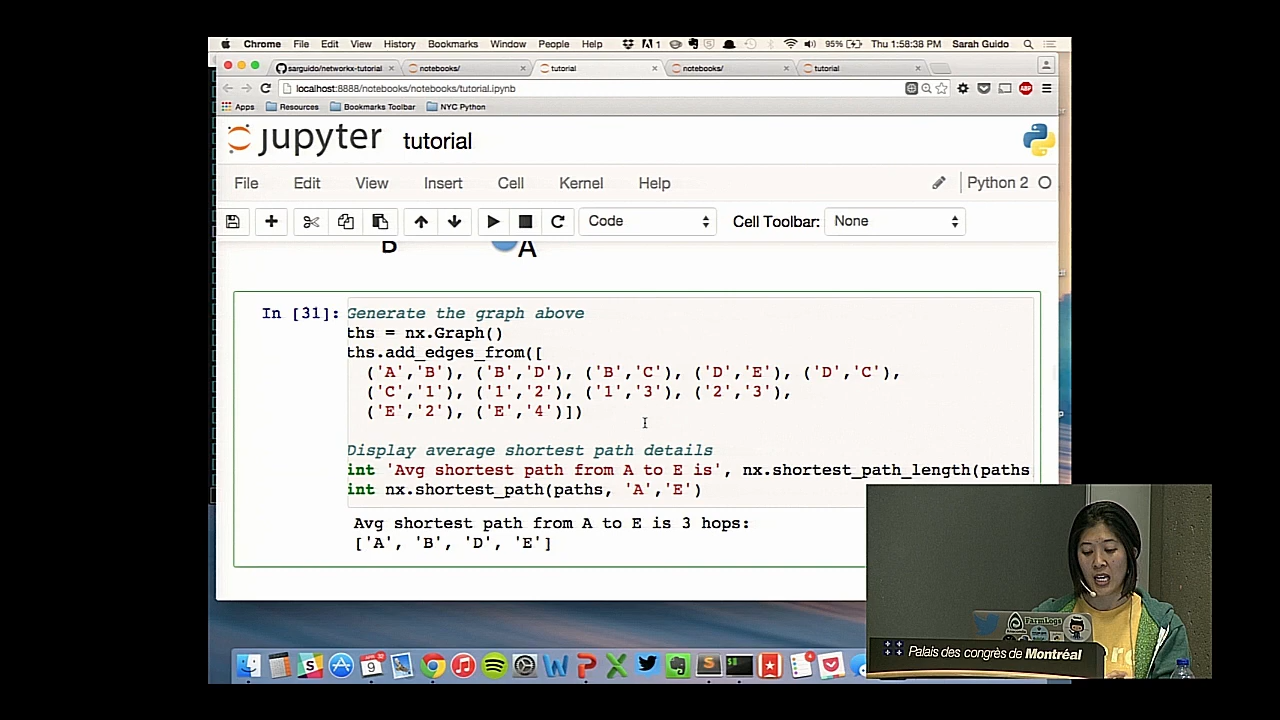 Chrome File Edit View History Bookmarks Window People Help 1 95% Thu 1:58:38 PM Sarah Guido
sarguido/networkx-tutorial notebooks/ tutorial notebooks/ tutorial
localhost:8888/notebooks/notebooks/tutorial.ipynb ABP
Apps Resources Bookmarks Toolbar NYC Python
jupyter tutorial
File Edit View Insert Cell Kernel Help Python 2
Code Cell Toolbar: None
B A
In [31]: Generate the graph above
ths = nx.Graph()
ths.add_edges_from([
('A','B'), ('B','D'), ('B','C'), ('D','E'), ('D','C'),
('C','1'), ('1','2'), ('1','3'), ('2','3'),
('E','2'), ('E','4')])
Display average shortest path details
int 'Avg shortest path from A to E is', nx.shortest_path_length(paths
int nx.shortest_path(paths, 'A','E')
Avg shortest path from A to E is 3 hops:
['A', 'B', 'D', 'E']
FarmLogs
Palais des congrès de Montréal